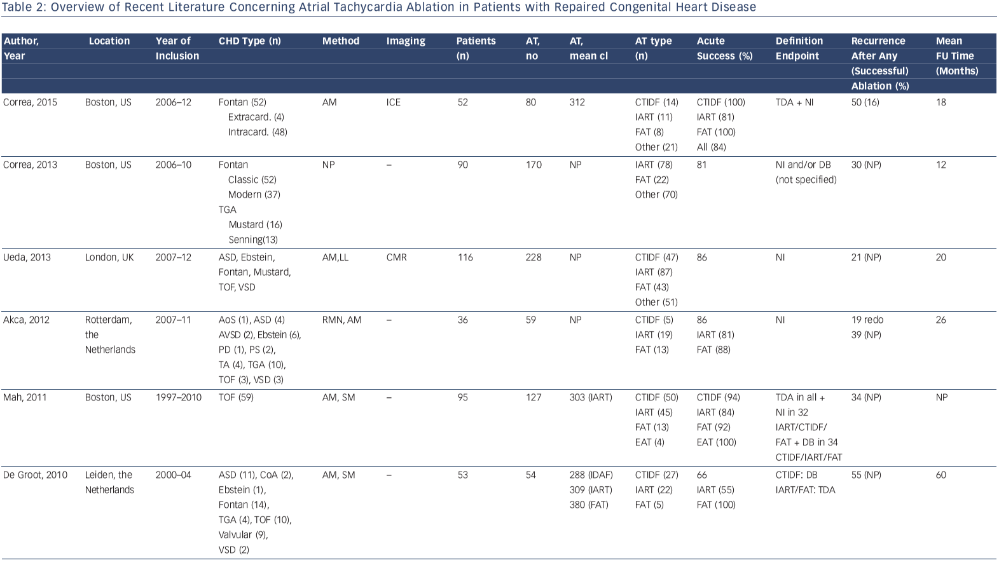 Table 2: Overview of Recent Literature Concerning Atrial Tachycardia Ablation in Patients with Repaired Congenital Heart Disease
Author, Location Year of CHD Type (n) Method Imaging Patients AT, AT, AT type Acute Definition Recurrence Mean
Year Inclusion (n) no mean cl (n) Success (%) Endpoint After Any FU Time
(Successful) (Months)
Ablation (%)
Correa, 2015 Boston, US 2006–12 Fontan (52) AM ICE 52 80 312 CTIDF (14) CTIDF (100) TDA + NI 50 (16) 18
Extracard. (4) IART (11) IART (81)
Intracard. (48) FAT (8) FAT (100)
Other (21) All (84)
Correa, 2013 Boston, US 2006–10 Fontan NP – 90 170 NP IART (78) 81 NI and/or DB 30 (NP) 12
Classic (52) FAT (22) (not specified)
Modern (37) Other (70)
TGA
Mustard (16)
Senning(13)
Ueda, 2013 London, UK 2007–12 ASD, Ebstein, AM,LL CMR 116 228 NP CTIDF (47) 86 NI 21 (NP) 20
Fontan, Mustard, IART (87)
TOF, VSD FAT (43)
Other (51)
Akca, 2012 Rotterdam, 2007–11 AoS (1), ASD (4) RMN, AM – 36 59 NP CTIDF (5) 86 NI 19 redo 26
the AVSD (2), Ebstein (6), IART (19) IART (81) 39 (NP)
Netherlands PD (1), PS (2), FAT (13) FAT (88)
TA (4), TGA (10),
TOF (3), VSD (3)
Mah, 2011 Boston, US 1997–2010 TOF (59) AM, SM – 95 127 303 (IART) CTIDF (50) CTIDF (94) TDA in all + 34 (NP) NP
IART (45) IART (84) NI in 32
FAT (13) FAT (92) IART/CTIDF/
EAT (4) EAT (100) FAT + DB in 34
CTIDF/IART/FAT
De Groot, 2010 Leiden, the 2000–04 ASD (11), CoA (2), AM, SM – 53 54 288 (IDAF) CTIDF (27) 66 CTIDF: DB 55 (NP) 60
Netherlands Ebstein (1), 309 (IART) IART (22) IART (55) IART/FAT: TDA
Fontan (14), 380 (FAT) FAT (5) FAT (100)
TGA (4), TOF (10),
Valvular (9),
VSD (2)